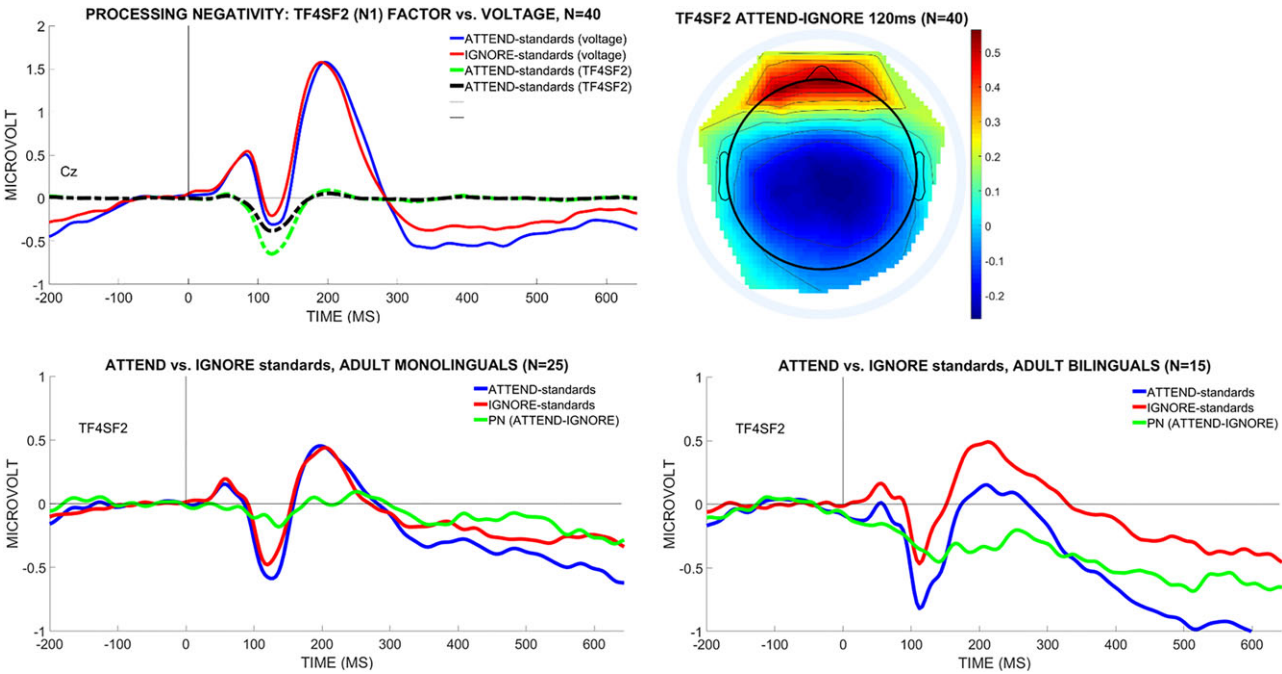 PROCESSING NEGATIVITY: TF4SF2 (N1) FACTOR vs. VOLTAGE, N=40
ATTEND-standards (voltage)
IGNORE-standards (voltage)
ATTEND-standards (TF4SF2)
ATTEND-standards (TF4SF2)
Cz
MICROVOLT
2
1.5
1
0.5
0
-0.5
-1
-200 -100 0 100 200 300 400 500 600
TIME (MS)
TF4SF2 ATTEND-IGNORE 120ms (N=40)
0.5
0.4
0.3
0.2
0.1
0
-0.1
-0.2
ATTEND vs. IGNORE standards, ADULT MONOLINGUALS (N=25)
ATTEND-standards
IGNORE-standards
PN (ATTEND-IGNORE)
TF4SF2
MICROVOLT
1
0.5
0
-0.5
-1
-200 -100 0 100 200 300 400 500 600
TIME (MS)
ATTEND vs. IGNORE standards, ADULT BILINGUALS (N=15)
ATTEND-standards
IGNORE-standards
PN (ATTEND-IGNORE)
TF4SF2
MICROVOLT
1
0.5
0
-0.5
-1
-200 -100 0 100 200 300 400 500 600
TIME (MS)